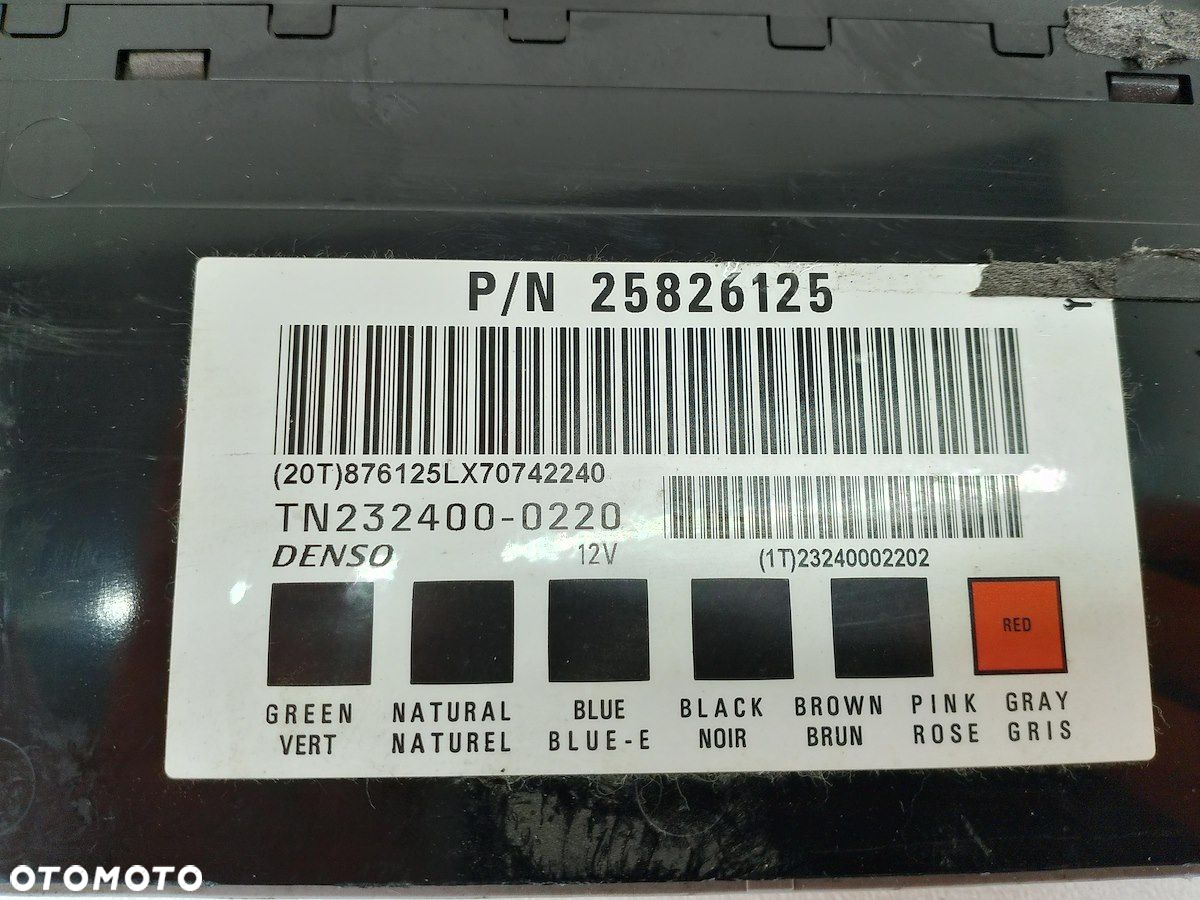 P/N 25826125
(20T)876125LX70742240
TN232400-0220
DENSO 12V
(1T)23240002202
RED
GREEN NATURAL BLUE BLACK BROWN PINK GRAY
VERT NATUREL BLUE-E NOIR BRUN ROSE GRIS
OTOMOTO